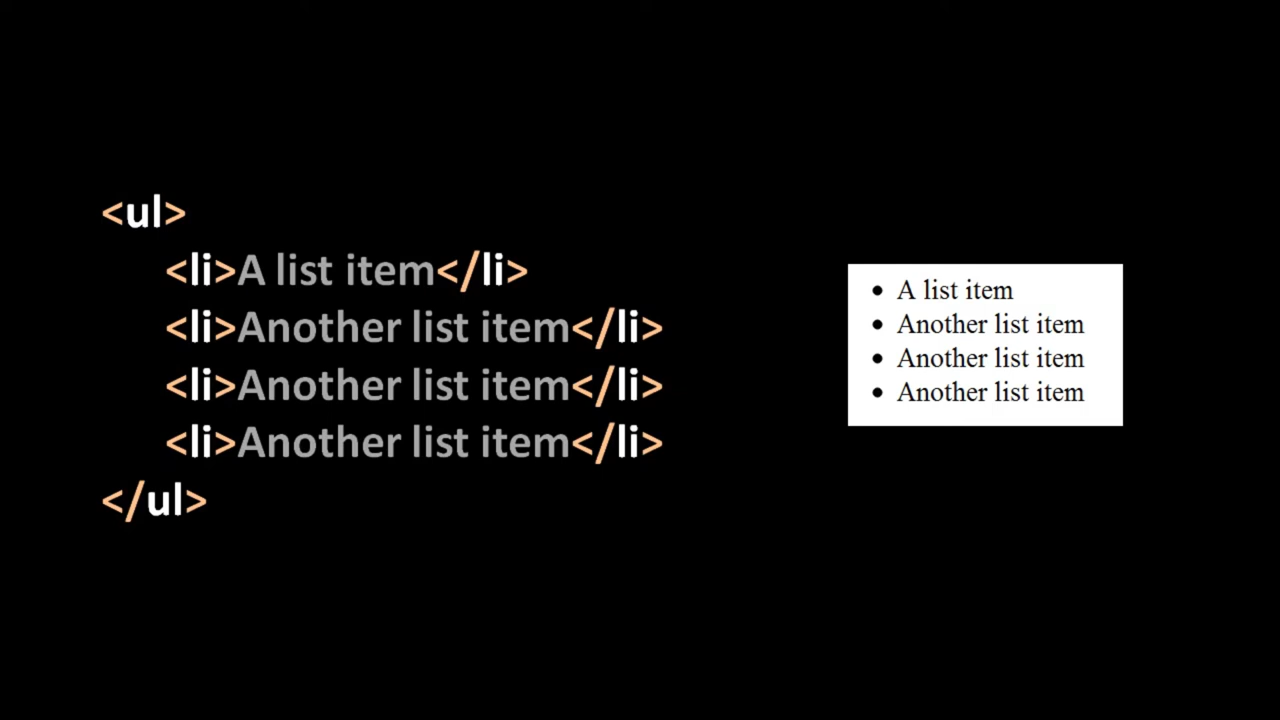 <ul>
<li>A list item</li>
<li>Another list item</li>
<li>Another list item</li>
<li>Another list item</li>
</ul>
• A list item
• Another list item
• Another list item
• Another list item